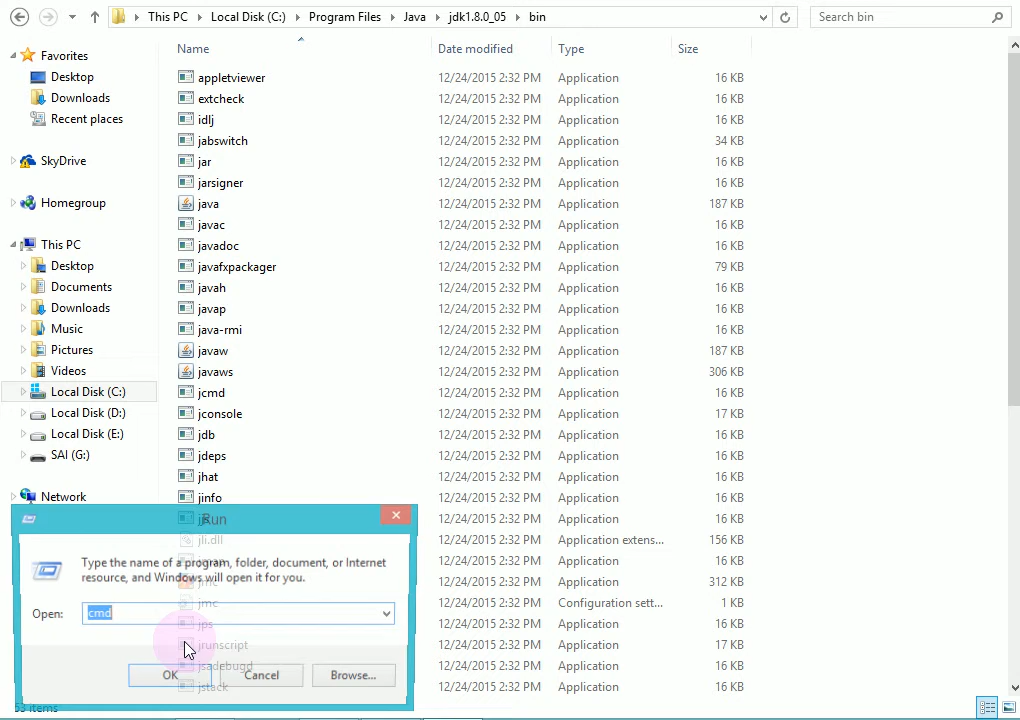 This PC Local Disk (C:) Program Files Java jdk1.8.0_05 bin Search bin
Name Date modified Type Size
Favorites
Desktop
Downloads
Recent places
SkyDrive
Homegroup
This PC
Desktop
Documents
Downloads
Music
Pictures
Videos
Local Disk (C:)
Local Disk (D:)
Local Disk (E:)
SAI (G:)
Network
appletviewer 12/24/2015 2:32 PM Application 16 KB
extcheck 12/24/2015 2:32 PM Application 16 KB
idlj 12/24/2015 2:32 PM Application 16 KB
jabswitch 12/24/2015 2:32 PM Application 34 KB
jar 12/24/2015 2:32 PM Application 16 KB
jarsigner 12/24/2015 2:32 PM Application 16 KB
java 12/24/2015 2:32 PM Application 187 KB
javac 12/24/2015 2:32 PM Application 16 KB
javadoc 12/24/2015 2:32 PM Application 16 KB
javafxpackager 12/24/2015 2:32 PM Application 79 KB
javah 12/24/2015 2:32 PM Application 16 KB
javap 12/24/2015 2:32 PM Application 16 KB
java-rmi 12/24/2015 2:32 PM Application 16 KB
javaw 12/24/2015 2:32 PM Application 187 KB
javaws 12/24/2015 2:32 PM Application 306 KB
jcmd 12/24/2015 2:32 PM Application 16 KB
jconsole 12/24/2015 2:32 PM Application 17 KB
jdb 12/24/2015 2:32 PM Application 16 KB
jdeps 12/24/2015 2:32 PM Application 16 KB
jhat 12/24/2015 2:32 PM Application 16 KB
jinfo 12/24/2015 2:32 PM Application 16 KB
12/24/2015 2:32 PM Application 16 KB
jli.dll 12/24/2015 2:32 PM Application extens... 156 KB
12/24/2015 2:32 PM Application 16 KB
jmc 12/24/2015 2:32 PM Application 312 KB
jmc 12/24/2015 2:32 PM Configuration sett... 1 KB
jps 12/24/2015 2:32 PM Application 16 KB
jrunscript 12/24/2015 2:32 PM Application 17 KB
jsadebugd 12/24/2015 2:32 PM Application 16 KB
jstack 12/24/2015 2:32 PM Application 16 KB
Run
Type the name of a program, folder, document, or Internet
resource, and Windows will open it for you.
Open: cmd
OK Cancel Browse...
53 items